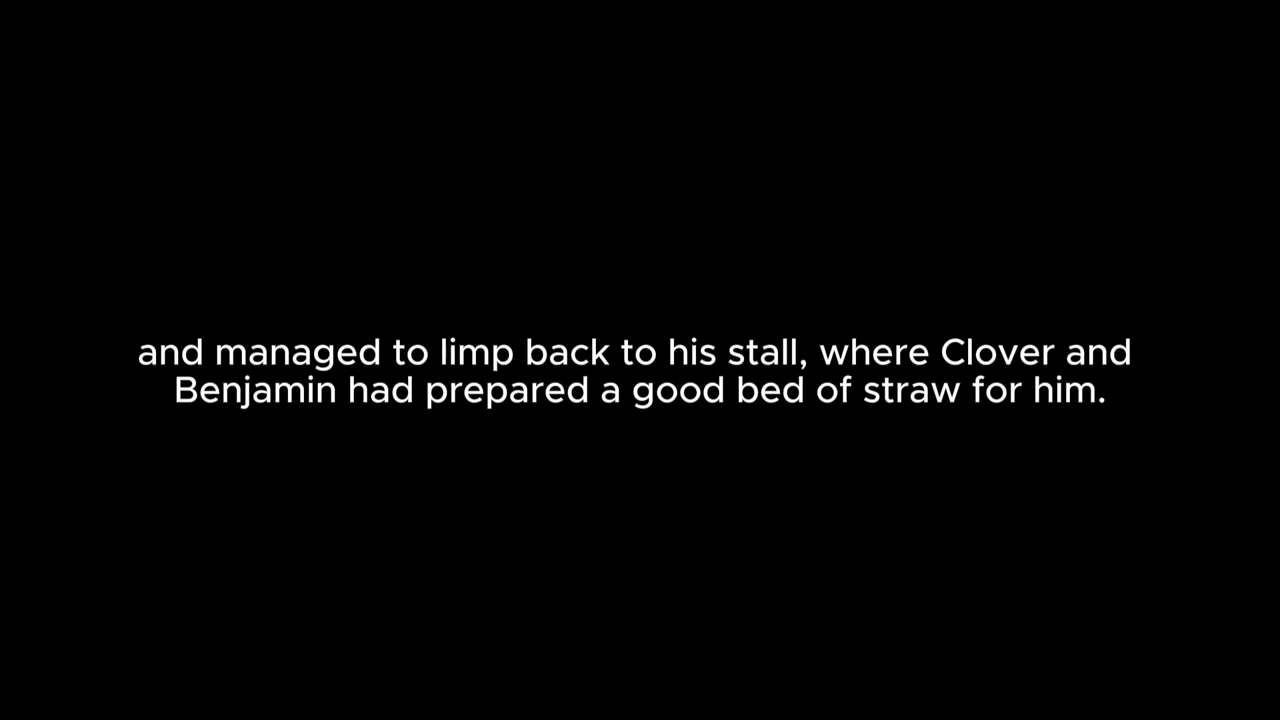 and managed to limp back to his stall, where Clover and
Benjamin had prepared a good bed of straw for him.